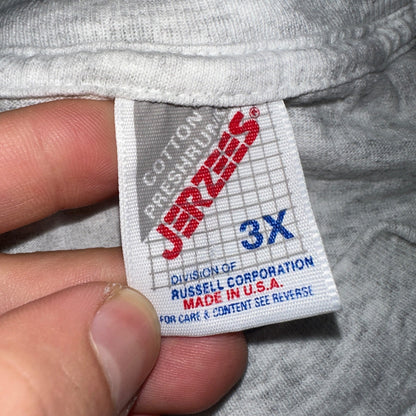 COTTON
PRESHRUNK
JERZEES®
3X
DIVISION OF
RUSSELL CORPORATION
MADE IN U.S.A.
FOR CARE & CONTENT SEE REVERSE